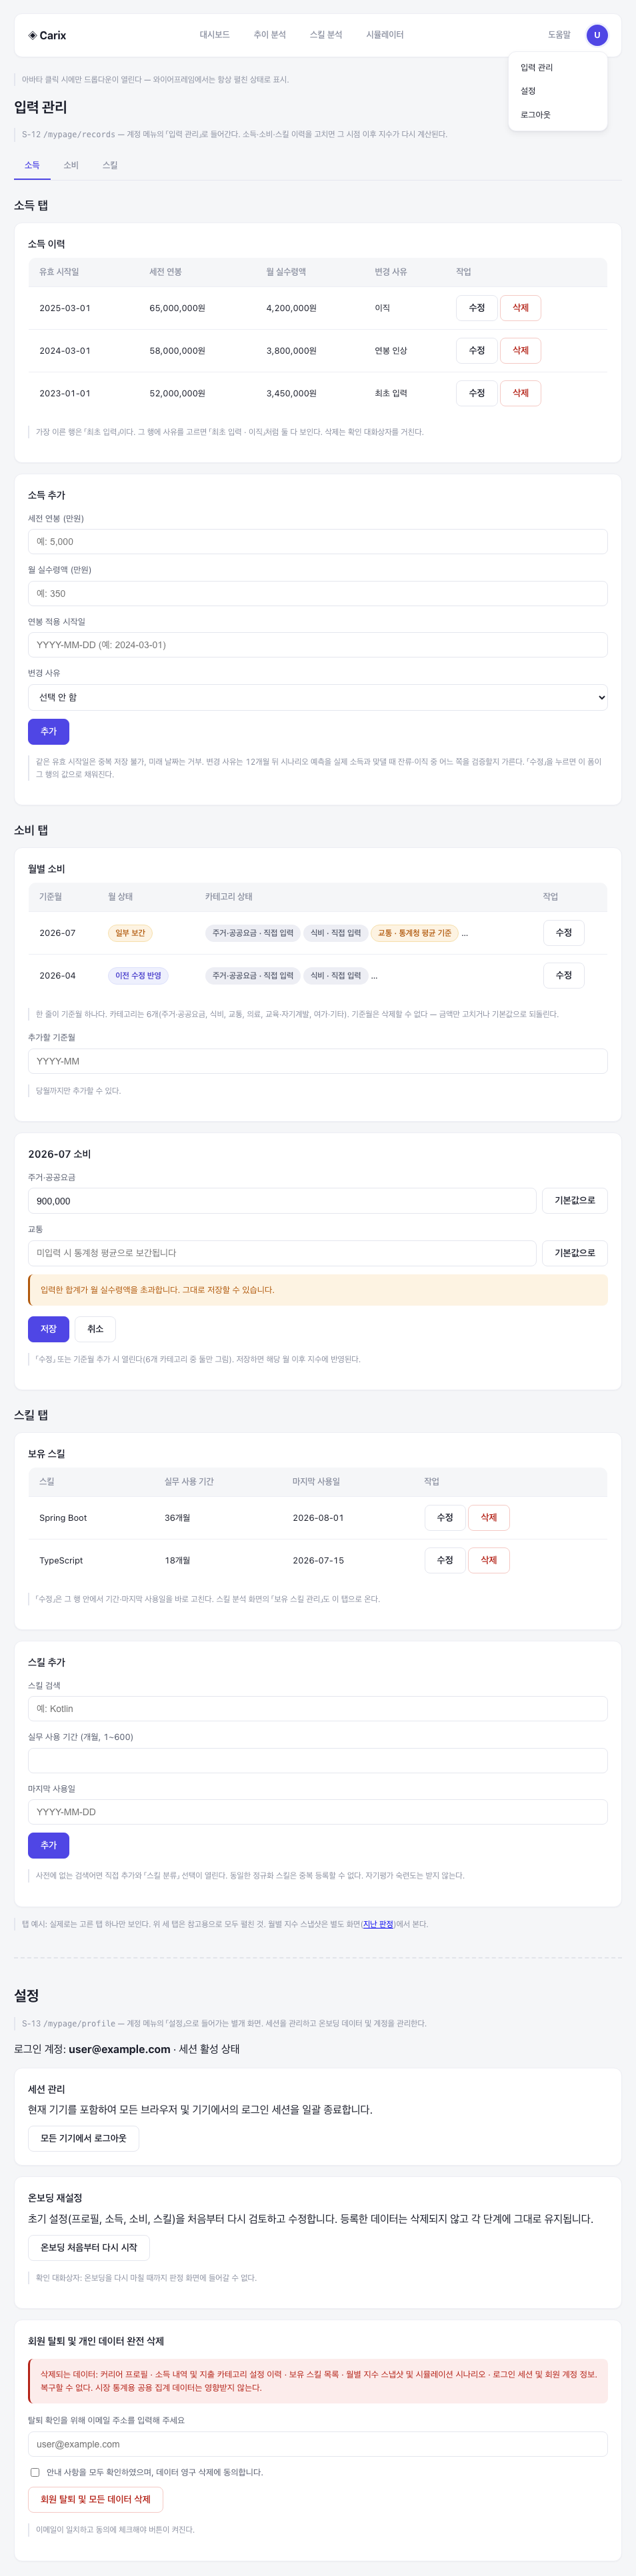 ◈ Carix
대시보드
추이 분석
스킬 분석
시뮬레이터
도움말
U
아바타 클릭 시에만 드롭다운이 열린다 — 와이어프레임에서는 항상 펼친 상태로 표시.
입력 관리
설정
로그아웃
입력 관리
S-12 /mypage/records — 계정 메뉴의 「입력 관리」로 들어간다. 소득·소비·스킬 이력을 고치면 그 시점 이후 지수가 다시 계산된다.
소득
소비
스킬
소득 탭
소득 이력
유효 시작일 세전 연봉 월 실수령액 변경 사유 작업
2025-03-01 65,000,000원 4,200,000원 이직 수정 삭제
2024-03-01 58,000,000원 3,800,000원 연봉 인상 수정 삭제
2023-01-01 52,000,000원 3,450,000원 최초 입력 수정 삭제
가장 이른 행은 「최초 입력」이다. 그 행에 사유를 고르면 「최초 입력 · 이직」처럼 둘 다 보인다. 삭제는 확인 대화상자를 거친다.
소득 추가
세전 연봉 (만원)
예: 5,000
월 실수령액 (만원)
예: 350
연봉 적용 시작일
YYYY-MM-DD (예: 2024-03-01)
변경 사유
선택 안 함
추가
같은 유효 시작일은 중복 저장 불가, 미래 날짜는 거부. 변경 사유는 12개월 뒤 시나리오 예측을 실제 소득과 맞댈 때 잔류·이직 중 어느 쪽을 검증할지 가른다. 「수정」을 누르면 이 폼이
그 행의 값으로 채워진다.
소비 탭
월별 소비
기준월 월 상태 카테고리 상태 작업
2026-07 일부 보간 주거·공공요금 · 직접 입력 식비 · 직접 입력 교통 · 통계청 평균 기준 … 수정
2026-04 이전 수정 반영 주거·공공요금 · 직접 입력 식비 · 직접 입력 … 수정
한 줄이 기준월 하나다. 카테고리는 6개(주거·공공요금, 식비, 교통, 의료, 교육·자기계발, 여가·기타). 기준월은 삭제할 수 없다 — 금액만 고치거나 기본값으로 되돌린다.
추가할 기준월
YYYY-MM
당월까지만 추가할 수 있다.
2026-07 소비
주거·공공요금
900,000 기본값으로
교통
미입력 시 통계청 평균으로 보간됩니다 기본값으로
입력한 합계가 월 실수령액을 초과합니다. 그대로 저장할 수 있습니다.
저장 취소
「수정」 또는 기준월 추가 시 열린다(6개 카테고리 중 둘만 그림). 저장하면 해당 월 이후 지수에 반영된다.
스킬 탭
보유 스킬
스킬 실무 사용 기간 마지막 사용일 작업
Spring Boot 36개월 2026-08-01 수정 삭제
TypeScript 18개월 2026-07-15 수정 삭제
「수정」은 그 행 안에서 기간·마지막 사용일을 바로 고친다. 스킬 분석 화면의 「보유 스킬 관리」도 이 탭으로 온다.
스킬 추가
스킬 검색
예: Kotlin
실무 사용 기간 (개월, 1~600)
마지막 사용일
YYYY-MM-DD
추가
사전에 없는 검색어면 직접 추가와 「스킬 분류」 선택이 열린다. 동일한 정규화 스킬은 중복 등록할 수 없다. 자기평가 숙련도는 받지 않는다.
탭 예시: 실제로는 고른 탭 하나만 보인다. 위 세 탭은 참고용으로 모두 펼친 것. 월별 지수 스냅샷은 별도 화면(지난 판정)에서 본다.
설정
S-13 /mypage/profile — 계정 메뉴의 「설정」으로 들어가는 별개 화면. 세션을 관리하고 온보딩 데이터 및 계정을 관리한다.
로그인 계정: user@example.com · 세션 활성 상태
세션 관리
현재 기기를 포함하여 모든 브라우저 및 기기에서의 로그인 세션을 일괄 종료합니다.
모든 기기에서 로그아웃
온보딩 재설정
초기 설정(프로필, 소득, 소비, 스킬)을 처음부터 다시 검토하고 수정합니다. 등록한 데이터는 삭제되지 않고 각 단계에 그대로 유지됩니다.
온보딩 처음부터 다시 시작
확인 대화상자: 온보딩을 다시 마칠 때까지 판정 화면에 들어갈 수 없다.
회원 탈퇴 및 개인 데이터 완전 삭제
삭제되는 데이터: 커리어 프로필 · 소득 내역 및 지출 카테고리 설정 이력 · 보유 스킬 목록 · 월별 지수 스냅샷 및 시뮬레이션 시나리오 · 로그인 세션 및 회원 계정 정보.
복구할 수 없다. 시장 통계용 공용 집계 데이터는 영향받지 않는다.
탈퇴 확인을 위해 이메일 주소를 입력해 주세요
user@example.com
안내 사항을 모두 확인하였으며, 데이터 영구 삭제에 동의합니다.
회원 탈퇴 및 모든 데이터 삭제
이메일이 일치하고 동의에 체크해야 버튼이 켜진다.